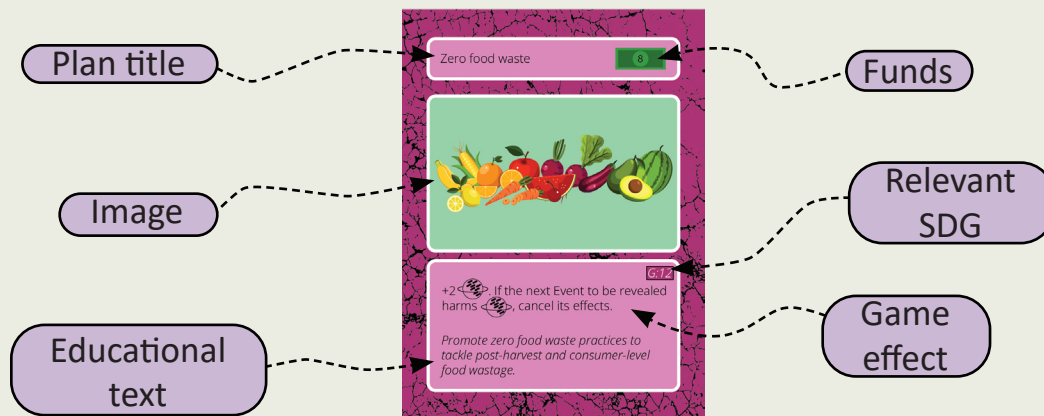 Plan title
Zero food waste
8
Funds
Image
Relevant
SDG
G:12
+2 . If the next Event to be revealed
harms , cancel its effects.
Game
effect
Educational
text
Promote zero food waste practices to
tackle post-harvest and consumer-level
food wastage.